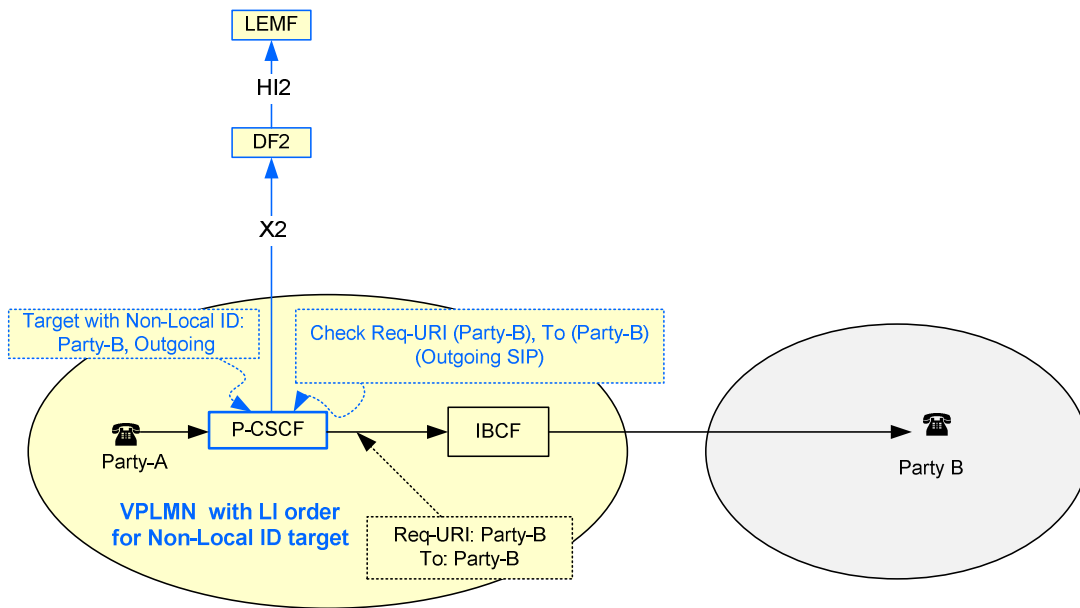 LEMF
HI2
DF2
X2
Target with Non-Local ID:
Party-B, Outgoing
Check Req-URI (Party-B), To (Party-B)
(Outgoing SIP)
P-CSCF
IBCF
Party-A
Party B
VPLMN with LI order
for Non-Local ID target
Req-URI: Party-B
To: Party-B